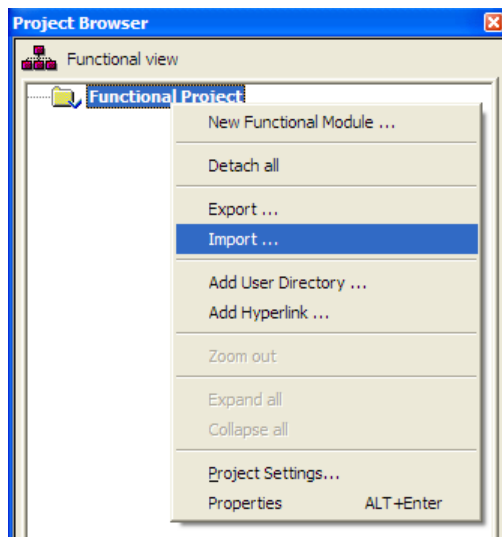 Project Browser
Functional view
Functional Project
New Functional Module ...
Detach all
Export ...
Import ...
Add User Directory ...
Add Hyperlink ...
Zoom out
Expand all
Collapse all
Project Settings...
Properties ALT+Enter